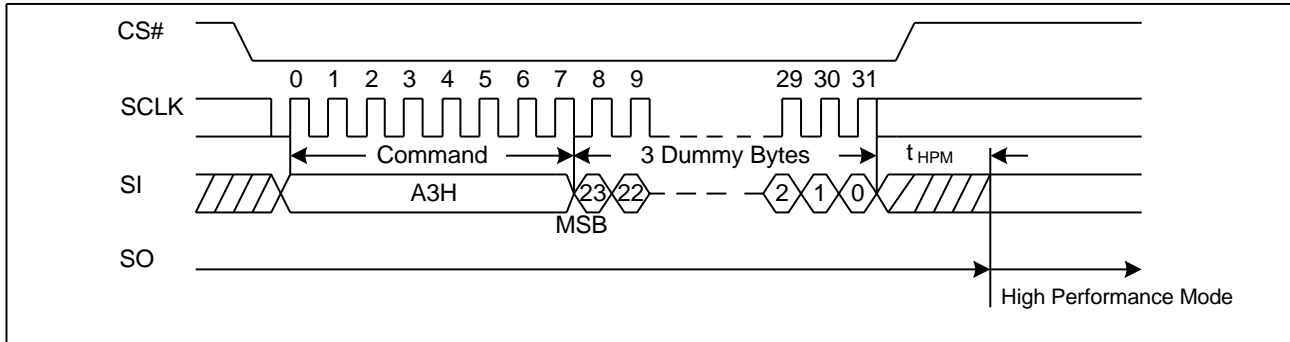 CS#
0 1 2 3 4 5 6 7 8 9 29 30 31
SCLK
Command 3 Dummy Bytes t HPM
SI A3H 23 22 2 1 0
MSB
SO
High Performance Mode